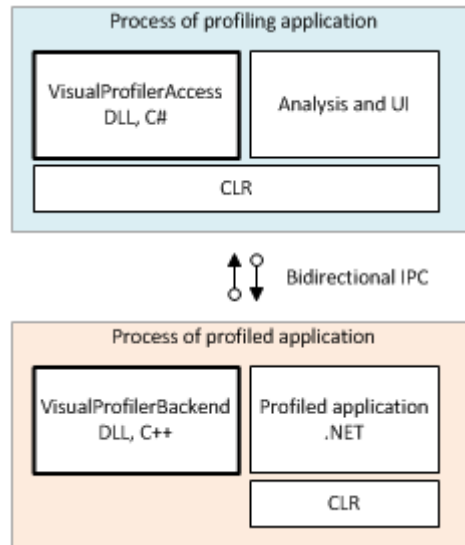 Process of profiling application
VisualProfilerAccess
DLL, C#
Analysis and UI
CLR
Bidirectional IPC
Process of profiled application
VisualProfilerBackend
DLL, C++
Profiled application
.NET
CLR